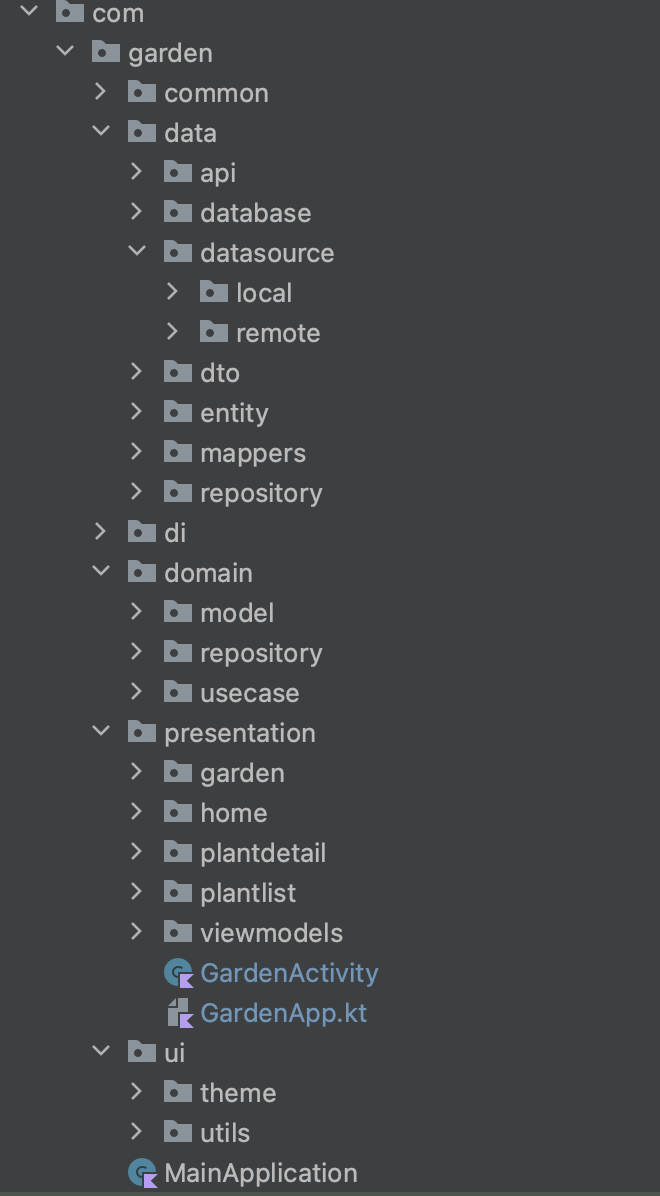 com
garden
common
data
api
database
datasource
local
remote
dto
entity
mappers
repository
di
domain
model
repository
usecase
presentation
garden
home
plantdetail
plantlist
viewmodels
GardenActivity
GardenApp.kt
ui
theme
utils
MainApplication